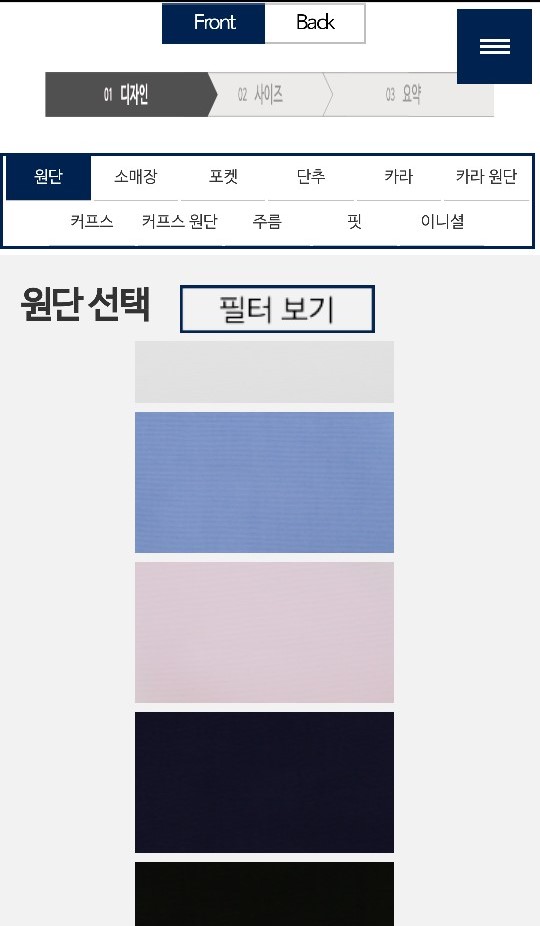 Front Back
01 디자인 02 사이즈 03 요약
원단 소매장 포켓 단추 카라 카라 원단
커프스 커프스 원단 주름 핏 이니셜
원단 선택 필터 보기